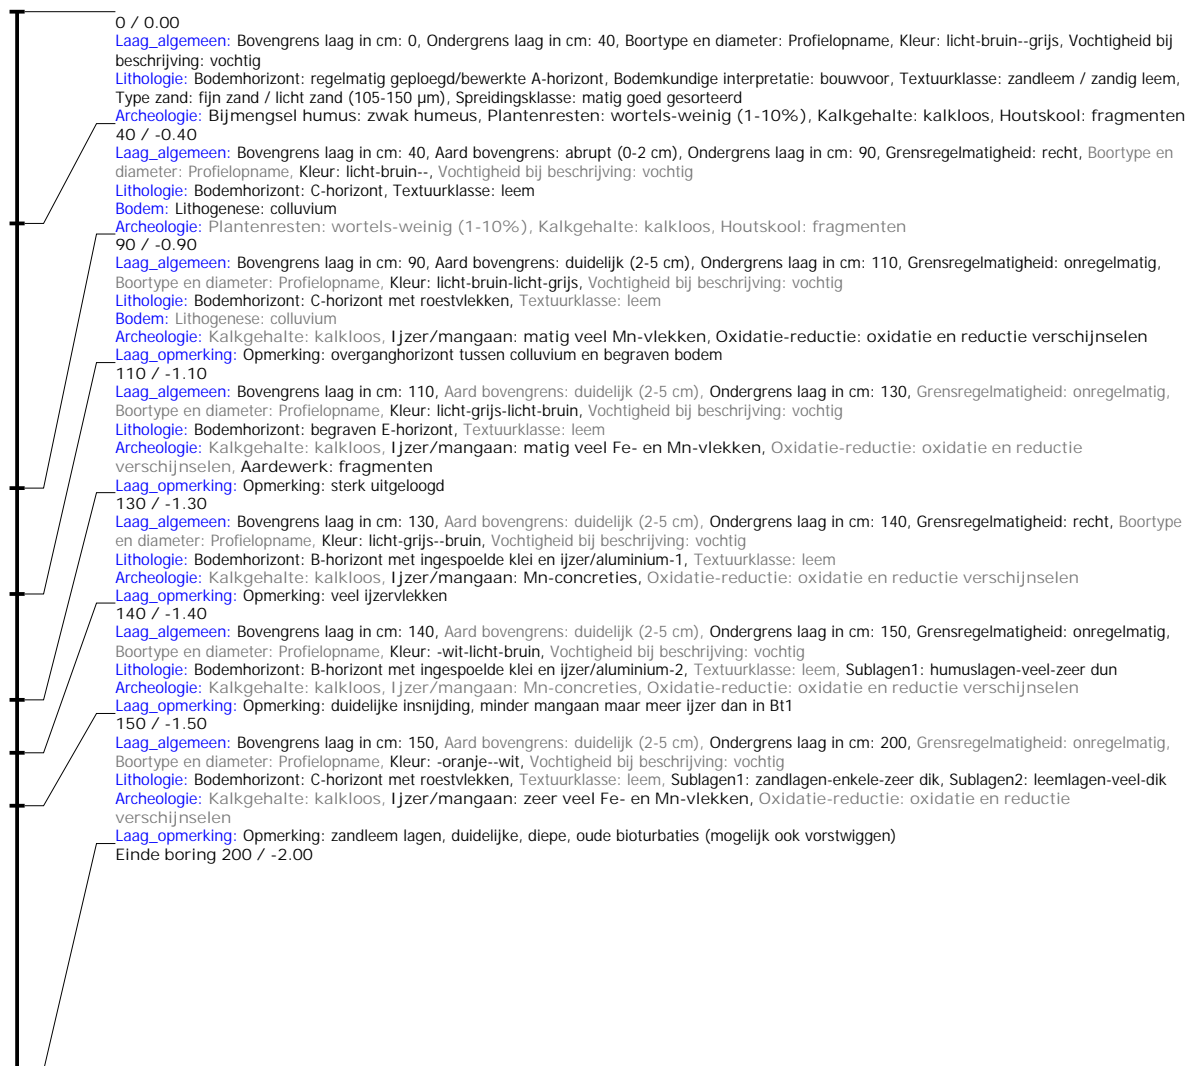 0 / 0.00
Laag_algemeen: Bovengrens laag in cm: 0, Ondergrens laag in cm: 40, Boortype en diameter: Profielopname, Kleur: licht-bruin--grijs, Vochtigheid bij
beschrijving: vochtig
Lithologie: Bodemhorizont: regelmatig geploegd/bewerkte A-horizont, Bodemkundige interpretatie: bouwvoor, Textuurklasse: zandleem / zandig leem,
Type zand: fijn zand / licht zand (105-150 µm), Spreidingsklasse: matig goed gesorteerd
Archeologie: Bijmengsel humus: zwak humeus, Plantenresten: wortels-weinig (1-10%), Kalkgehalte: kalkloos, Houtskool: fragmenten
40 / -0.40
Laag_algemeen: Bovengrens laag in cm: 40, Aard bovengrens: abrupt (0-2 cm), Ondergrens laag in cm: 90, Grensregelmatigheid: recht, Boortype en
diameter: Profielopname, Kleur: licht-bruin--, Vochtigheid bij beschrijving: vochtig
Lithologie: Bodemhorizont: C-horizont, Textuurklasse: leem
Bodem: Lithogenese: colluvium
Archeologie: Plantenresten: wortels-weinig (1-10%), Kalkgehalte: kalkloos, Houtskool: fragmenten
90 / -0.90
Laag_algemeen: Bovengrens laag in cm: 90, Aard bovengrens: duidelijk (2-5 cm), Ondergrens laag in cm: 110, Grensregelmatigheid: onregelmatig,
Boortype en diameter: Profielopname, Kleur: licht-bruin-licht-grijs, Vochtigheid bij beschrijving: vochtig
Lithologie: Bodemhorizont: C-horizont met roestvlekken, Textuurklasse: leem
Bodem: Lithogenese: colluvium
Archeologie: Kalkgehalte: kalkloos, Ijzer/mangaan: matig veel Mn-vlekken, Oxidatie-reductie: oxidatie en reductie verschijnselen
Laag_opmerking: Opmerking: overganghorizont tussen colluvium en begraven bodem
110 / -1.10
Laag_algemeen: Bovengrens laag in cm: 110, Aard bovengrens: duidelijk (2-5 cm), Ondergrens laag in cm: 130, Grensregelmatigheid: onregelmatig,
Boortype en diameter: Profielopname, Kleur: licht-grijs-licht-bruin, Vochtigheid bij beschrijving: vochtig
Lithologie: Bodemhorizont: begraven E-horizont, Textuurklasse: leem
Archeologie: Kalkgehalte: kalkloos, Ijzer/mangaan: matig veel Fe- en Mn-vlekken, Oxidatie-reductie: oxidatie en reductie
verschijnselen, Aardewerk: fragmenten
Laag_opmerking: Opmerking: sterk uitgeloogd
130 / -1.30
Laag_algemeen: Bovengrens laag in cm: 130, Aard bovengrens: duidelijk (2-5 cm), Ondergrens laag in cm: 140, Grensregelmatigheid: recht, Boortype
en diameter: Profielopname, Kleur: licht-grijs--bruin, Vochtigheid bij beschrijving: vochtig
Lithologie: Bodemhorizont: B-horizont met ingespoelde klei en ijzer/aluminium-1, Textuurklasse: leem
Archeologie: Kalkgehalte: kalkloos, Ijzer/mangaan: Mn-concreties, Oxidatie-reductie: oxidatie en reductie verschijnselen
Laag_opmerking: Opmerking: veel ijzervlekken
140 / -1.40
Laag_algemeen: Bovengrens laag in cm: 140, Aard bovengrens: duidelijk (2-5 cm), Ondergrens laag in cm: 150, Grensregelmatigheid: onregelmatig,
Boortype en diameter: Profielopname, Kleur: -wit-licht-bruin, Vochtigheid bij beschrijving: vochtig
Lithologie: Bodemhorizont: B-horizont met ingespoelde klei en ijzer/aluminium-2, Textuurklasse: leem, Sublagen1: humuslagen-veel-zeer dun
Archeologie: Kalkgehalte: kalkloos, Ijzer/mangaan: Mn-concreties, Oxidatie-reductie: oxidatie en reductie verschijnselen
Laag_opmerking: Opmerking: duidelijke insnijding, minder mangaan maar meer ijzer dan in Bt1
150 / -1.50
Laag_algemeen: Bovengrens laag in cm: 150, Aard bovengrens: duidelijk (2-5 cm), Ondergrens laag in cm: 200, Grensregelmatigheid: onregelmatig,
Boortype en diameter: Profielopname, Kleur: -oranje--wit, Vochtigheid bij beschrijving: vochtig
Lithologie: Bodemhorizont: C-horizont met roestvlekken, Textuurklasse: leem, Sublagen1: zandlagen-enkele-zeer dik, Sublagen2: leemlagen-veel-dik
Archeologie: Kalkgehalte: kalkloos, Ijzer/mangaan: zeer veel Fe- en Mn-vlekken, Oxidatie-reductie: oxidatie en reductie
verschijnselen
Laag_opmerking: Opmerking: zandleem lagen, duidelijke, diepe, oude bioturbaties (mogelijk ook vorstwiggen)
Einde boring 200 / -2.00